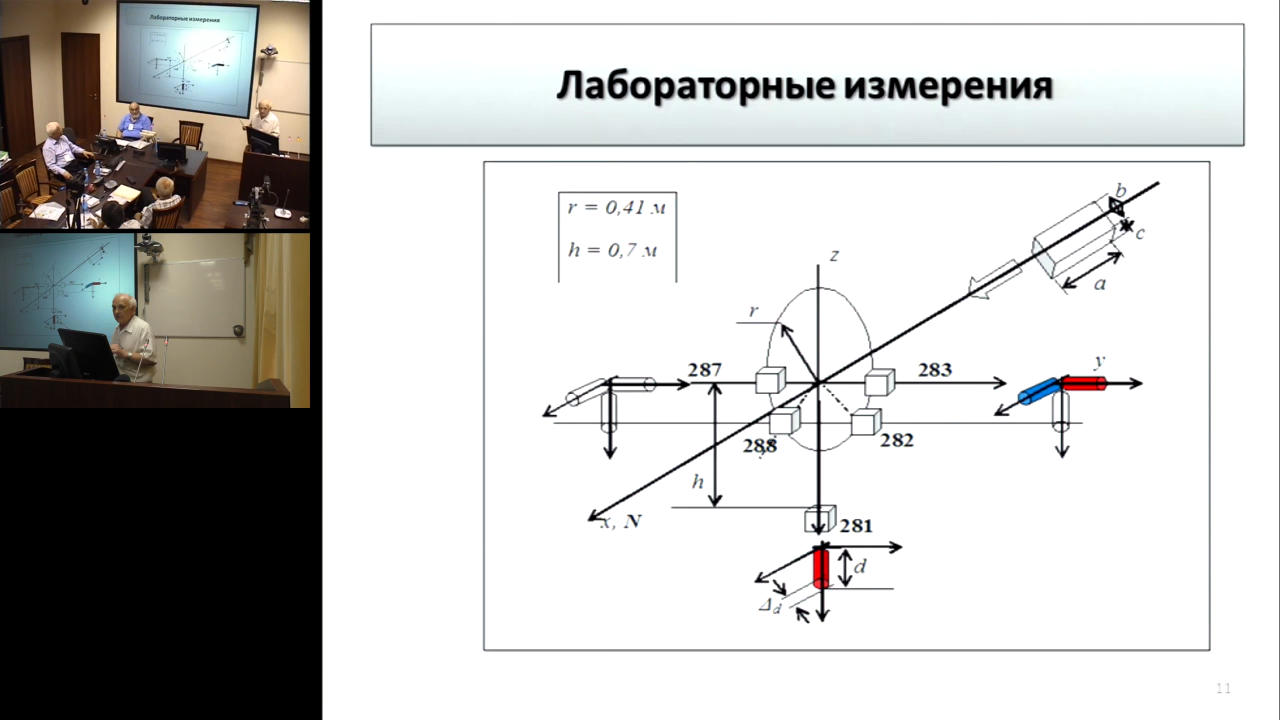 Лабораторные измерения
Лабораторные измерения
r = 0,41 м
h = 0,7 м
z
b
c
a
r
287
283
y
288
282
h
x, N
281
d
Δd
11